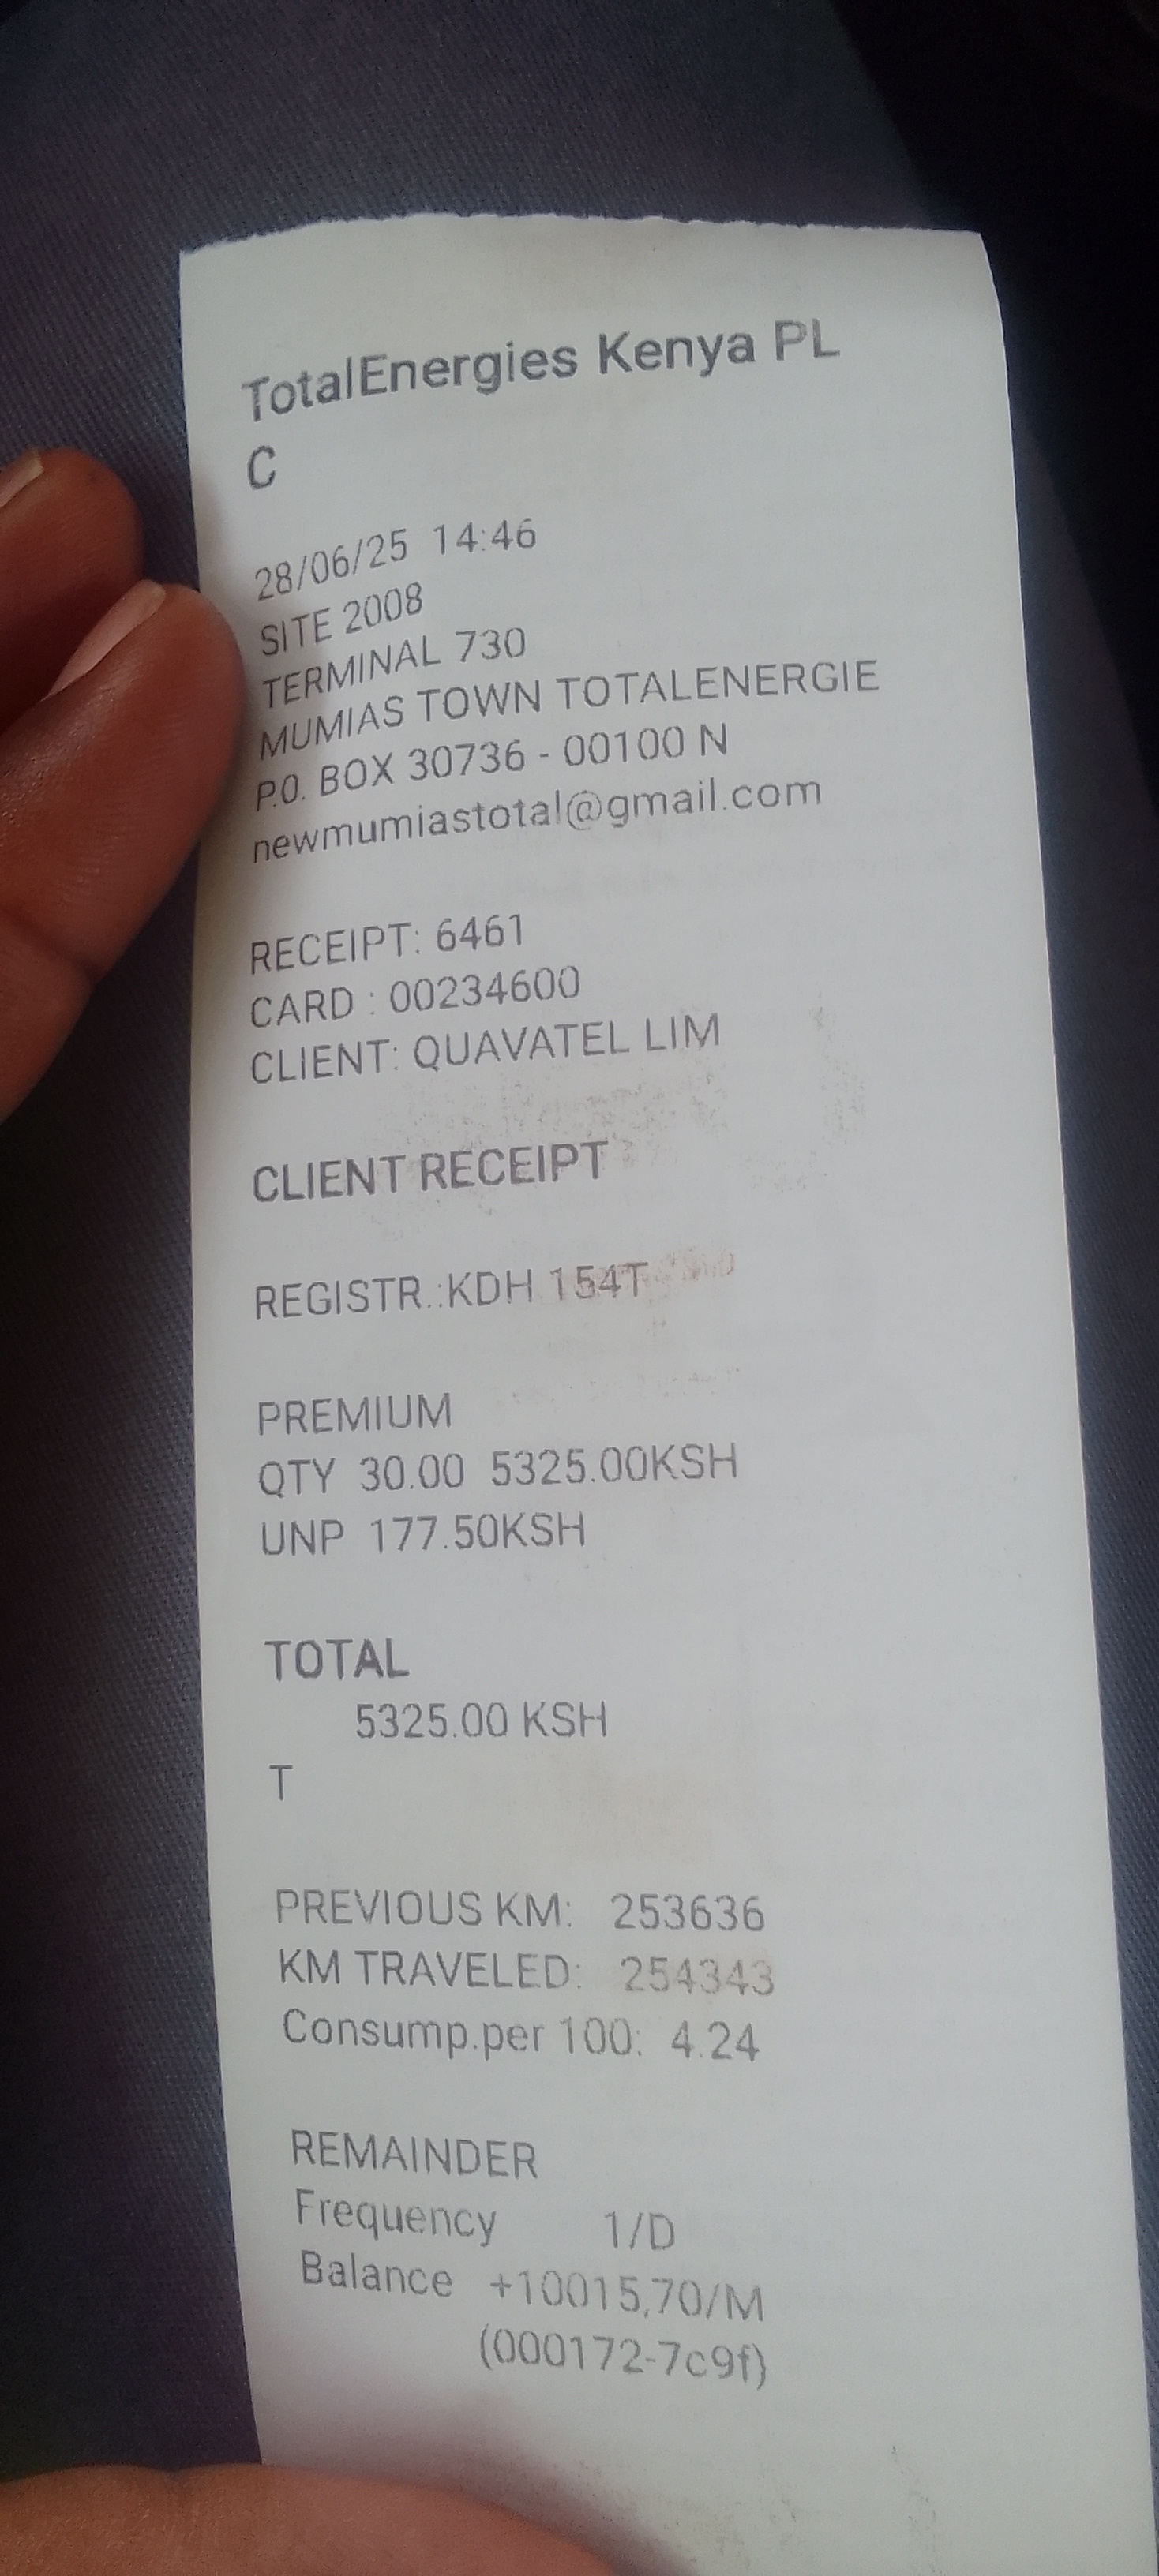 TotalEnergies Kenya PL
C
28/06/25 14:46
SITE 2008
TERMINAL 730
MUMIAS TOWN TOTALENERGIE
P.O. BOX 30736 - 00100 N
newmumiastotal@gmail.com
RECEIPT: 6461
CARD : 00234600
CLIENT: QUAVATEL LIM
CLIENT RECEIPT
REGISTR.:KDH 154T
PREMIUM
QTY 30.00 5325.00KSH
UNP 177.50KSH
TOTAL
5325.00 KSH
T
PREVIOUS KM: 253636
KM TRAVELED: 254343
Consump.per 100: 4.24
REMAINDER
Frequency 1/D
Balance +10015,70/M
(000172-7c9f)